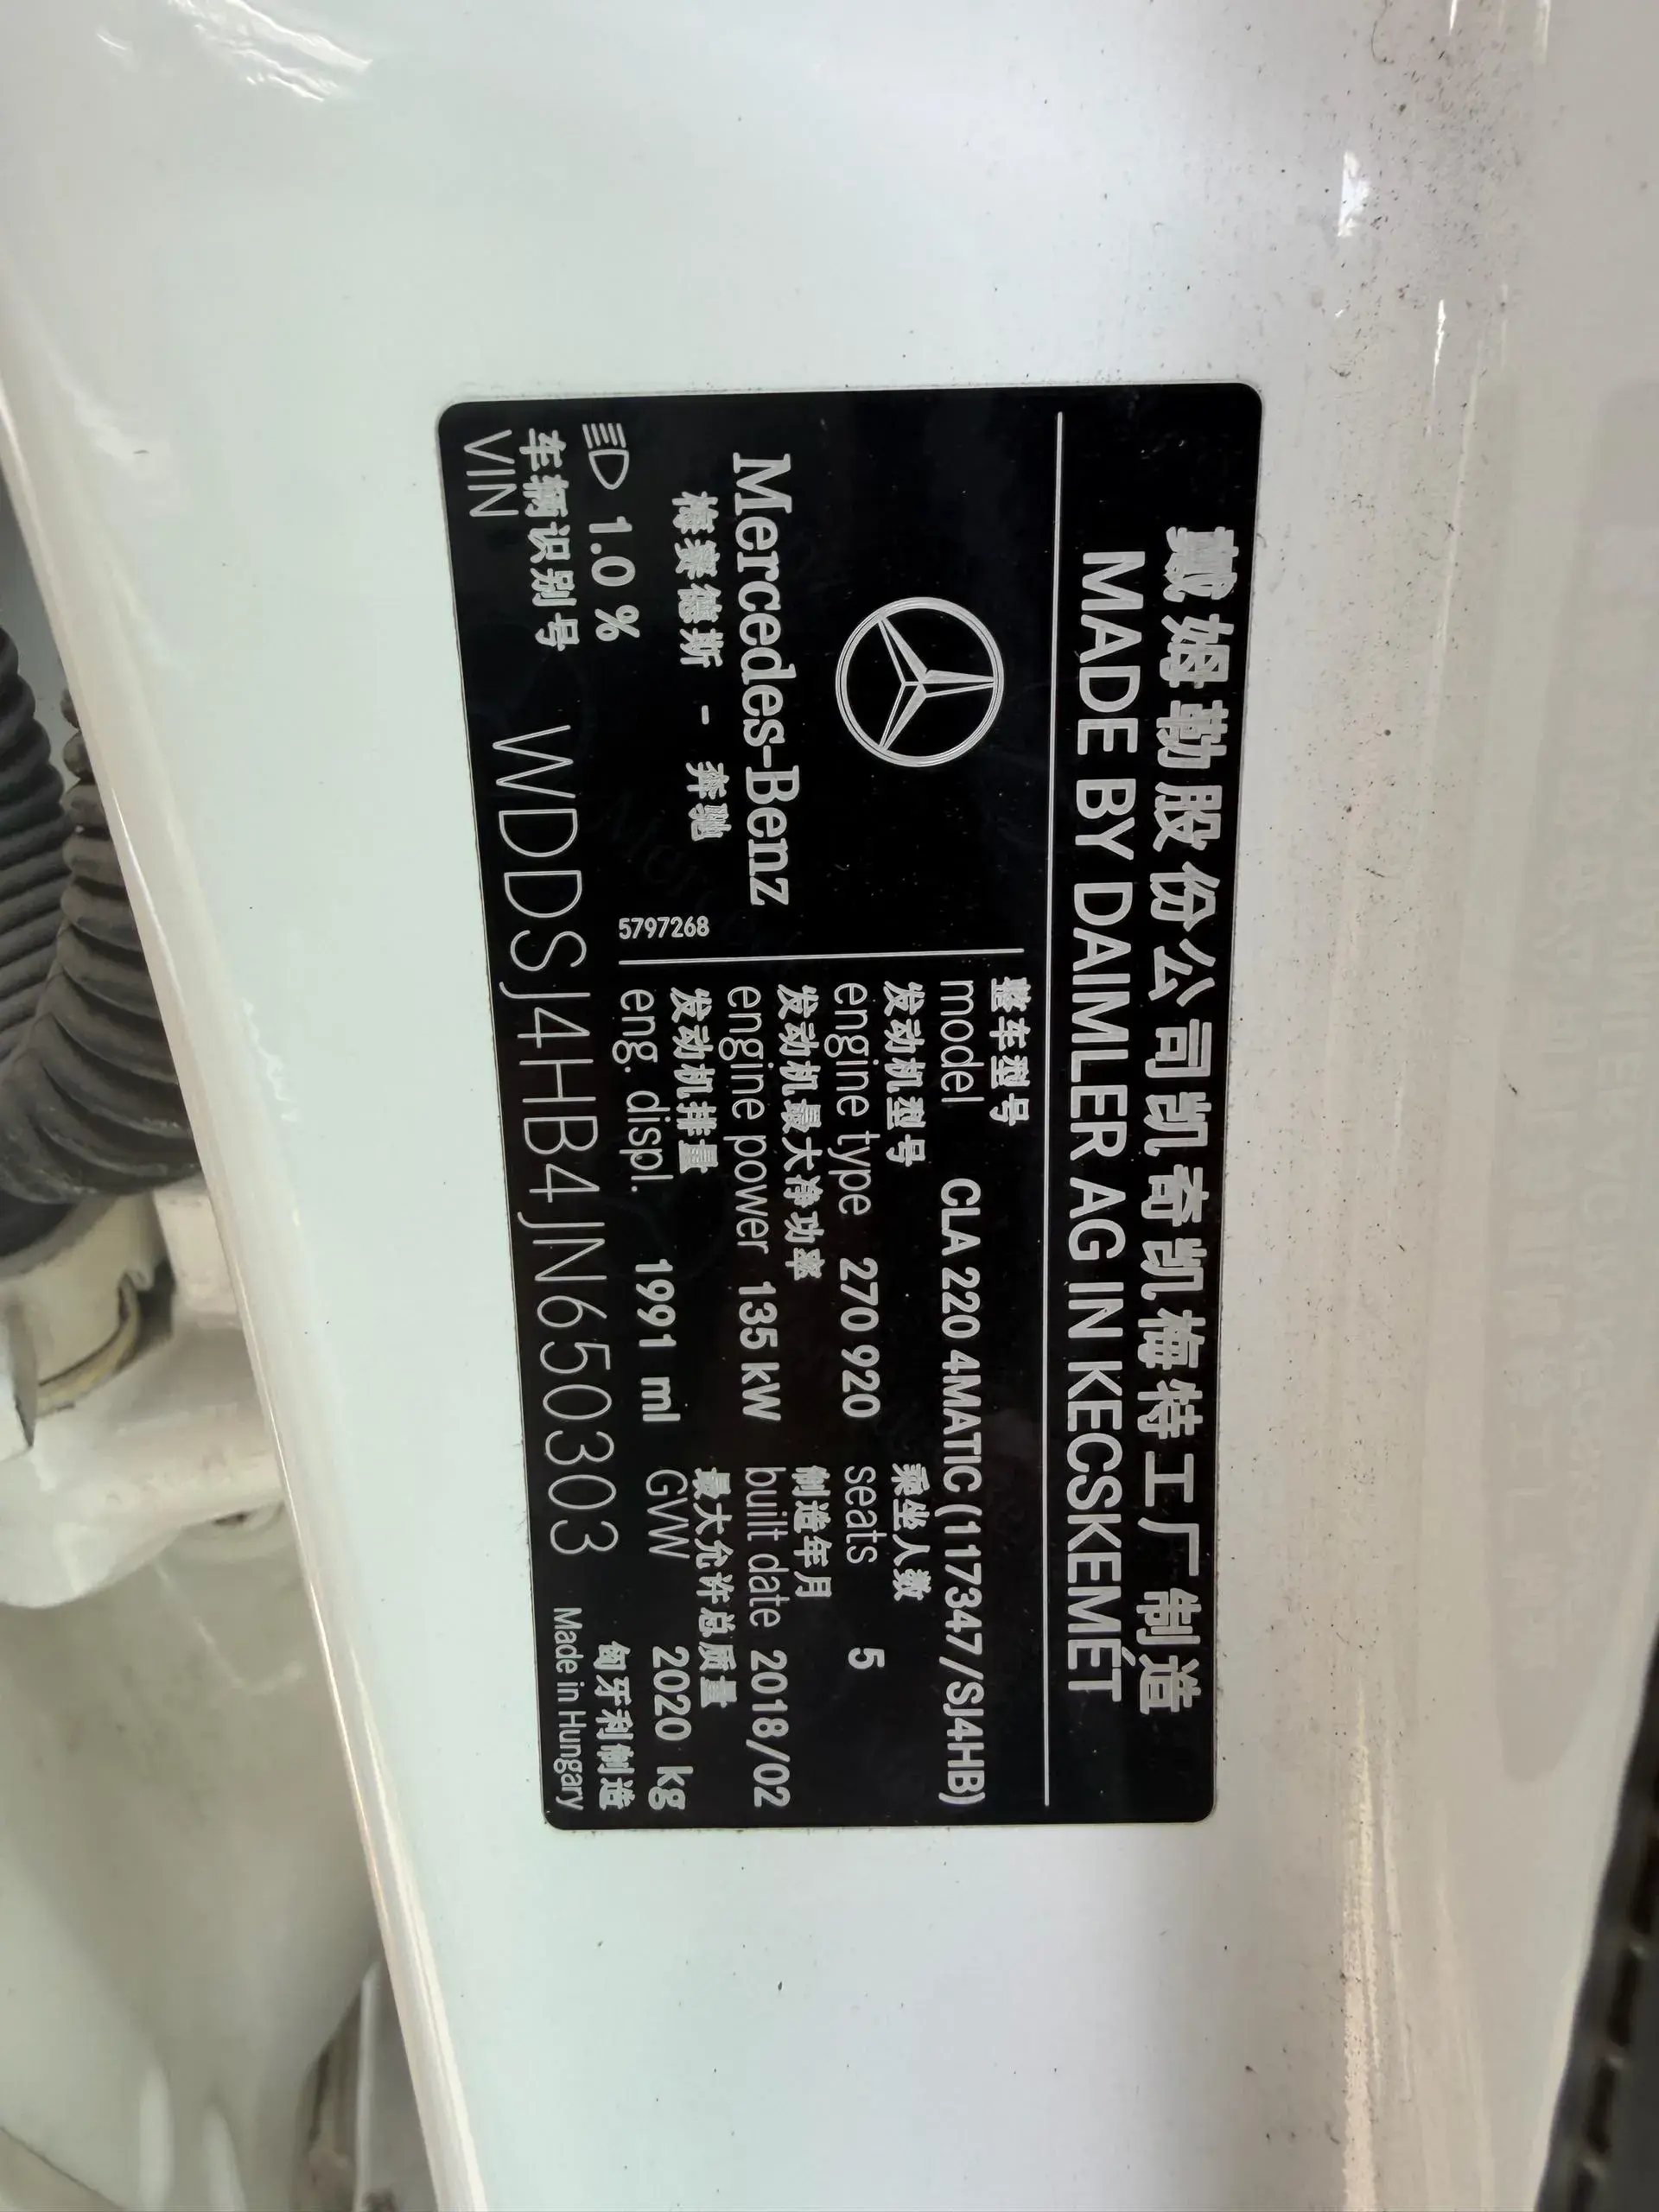 戴姆勒股份公司凯奇凯梅特工厂制造
MADE BY DAIMLER AG IN KECSKEMÉT
Mercedes-Benz
梅赛德斯 - 奔驰
5797268
整车型号
model CLA 220 4MATIC (117347/SJ4HB)
发动机型号 乘坐人数
engine type 270 920 seats 5
发动机最大净功率 制造年月
engine power 135 kW built date 2018/02
发动机排量 最大允许总质量
eng. displ. 1991 ml GVW 2020 kg
1.0 %
车辆识别号
VIN WDDSJ4HB4JN650303
匈牙利制造
Made in Hungary